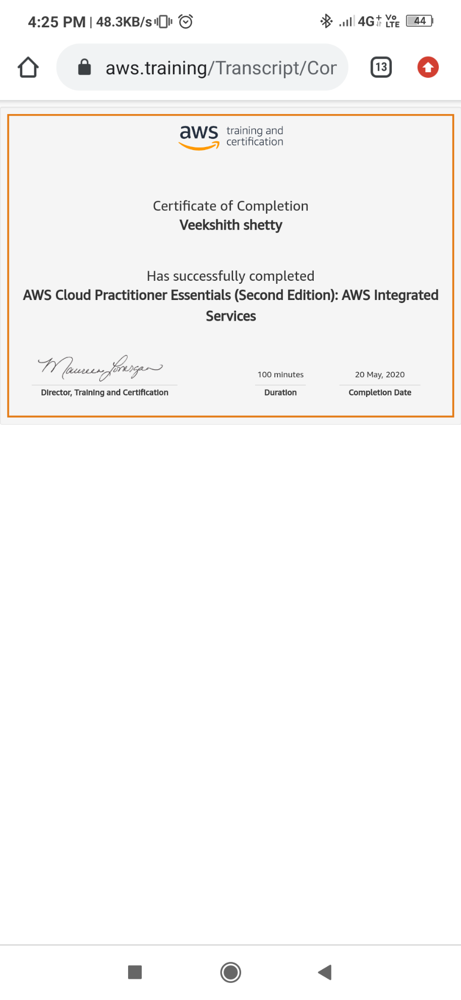 4:25 PM | 48.3KB/s 4G+ Vo LTE 44
aws.training/Transcript/Cor 13
aws training and
certification
Certificate of Completion
Veekshith shetty
Has successfully completed
AWS Cloud Practitioner Essentials (Second Edition): AWS Integrated
Services
Maureen Lonergan
100 minutes 20 May, 2020
Director, Training and Certification Duration Completion Date